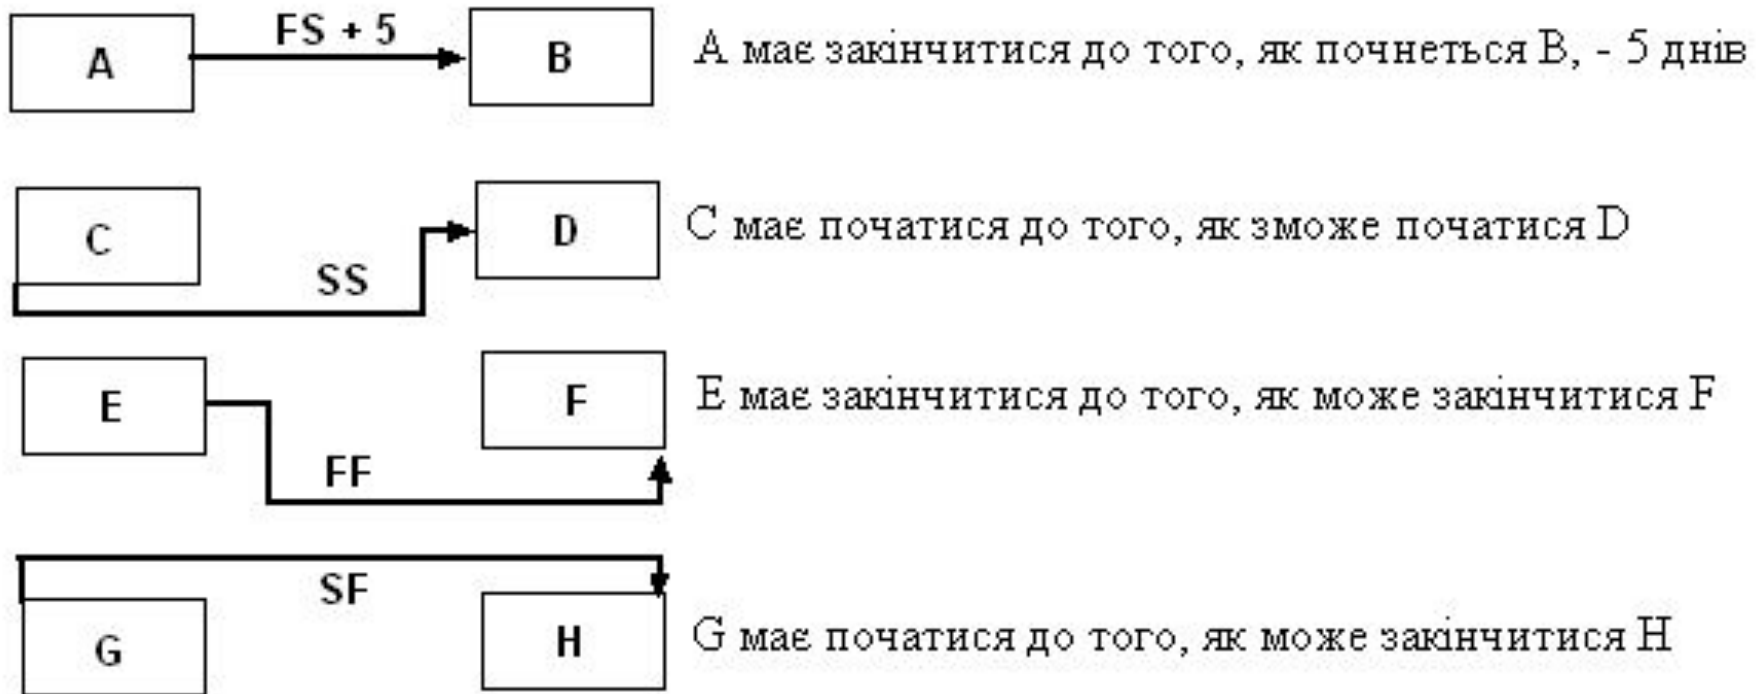 A FS + 5 B A має закінчитися до того, як почнеться B, - 5 днів
C SS D C має початися до того, як зможе початися D
E FF F E має закінчитися до того, як може закінчитися F
G SF H G має початися до того, як може закінчитися H